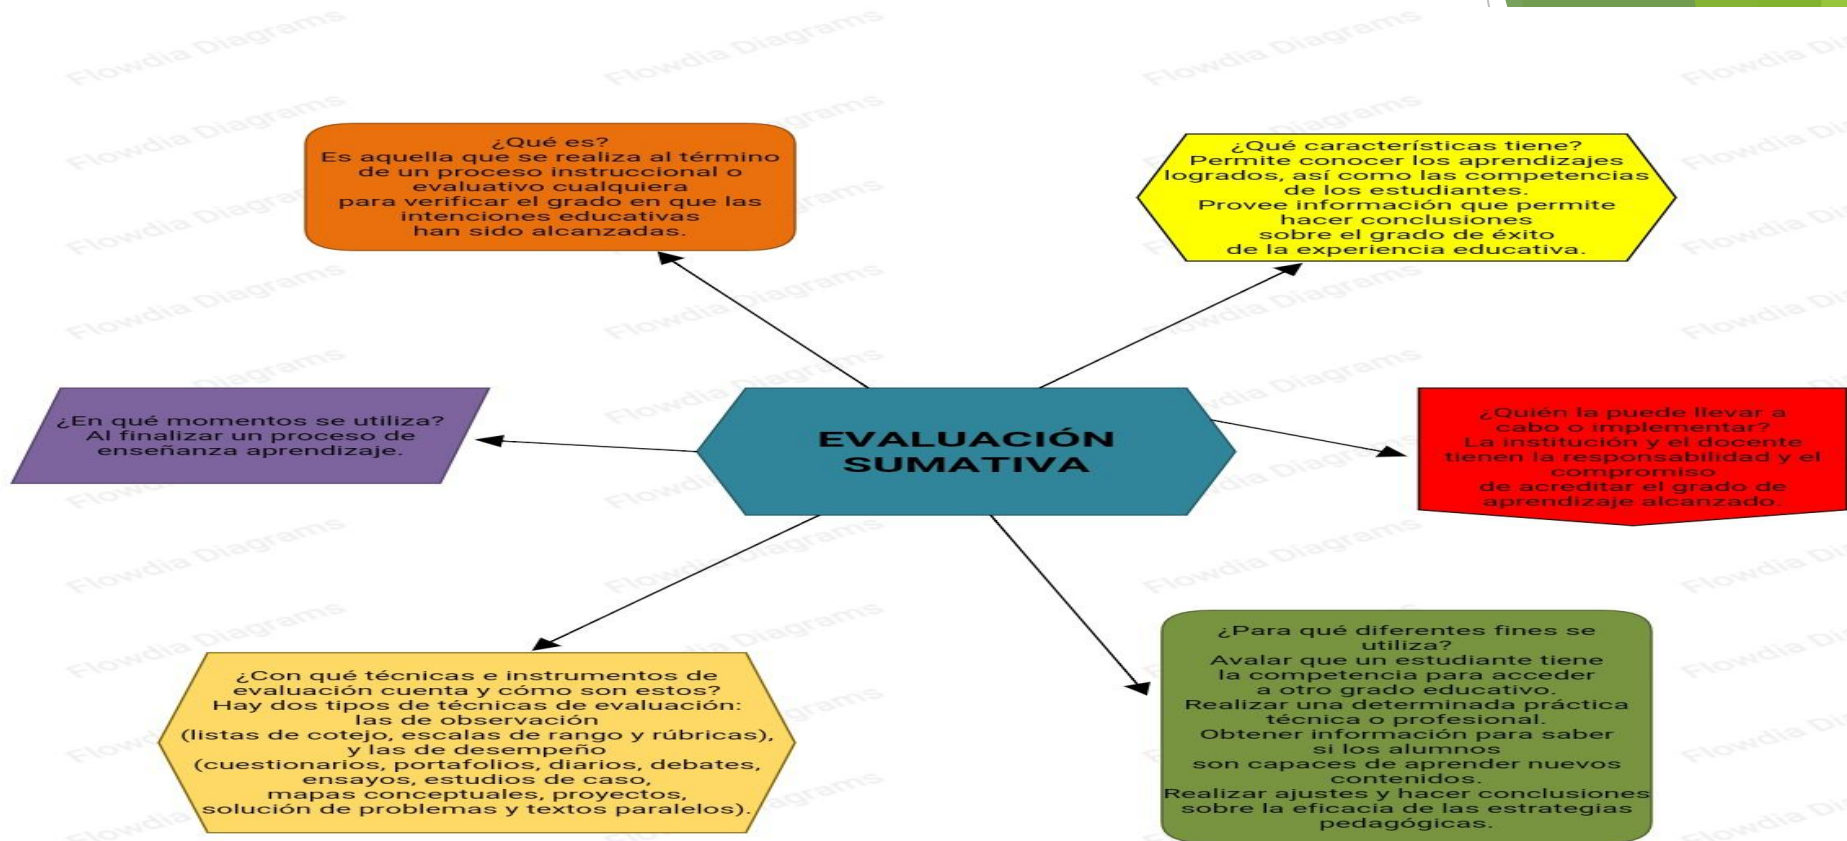 ¿Qué es?
Es aquella que se realiza al término
de un proceso instruccional o
evaluativo cualquiera
para verificar el grado en que las
intenciones educativas
han sido alcanzadas.
¿Qué características tiene?
Permite conocer los aprendizajes
logrados, así como las competencias
de los estudiantes.
Provee información que permite
hacer conclusiones
sobre el grado de éxito
de la experiencia educativa.
¿En qué momentos se utiliza?
Al finalizar un proceso de
enseñanza aprendizaje.
EVALUACIÓN
SUMATIVA
¿Quién la puede llevar a
cabo o implementar?
La institución y el docente
tienen la responsabilidad y el
compromiso
de acreditar el grado de
aprendizaje alcanzado.
¿Con qué técnicas e instrumentos de
evaluación cuenta y cómo son estos?
Hay dos tipos de técnicas de evaluación:
las de observación
(listas de cotejo, escalas de rango y rúbricas),
y las de desempeño
(cuestionarios, portafolios, diarios, debates,
ensayos, estudios de caso,
mapas conceptuales, proyectos,
solución de problemas y textos paralelos).
¿Para qué diferentes fines se
utiliza?
Avalar que un estudiante tiene
la competencia para acceder
a otro grado educativo.
Realizar una determinada práctica
técnica o profesional.
Obtener información para saber
si los alumnos
son capaces de aprender nuevos
contenidos.
Realizar ajustes y hacer conclusiones
sobre la eficacia de las estrategias
pedagógicas.
Flowdia Diagrams